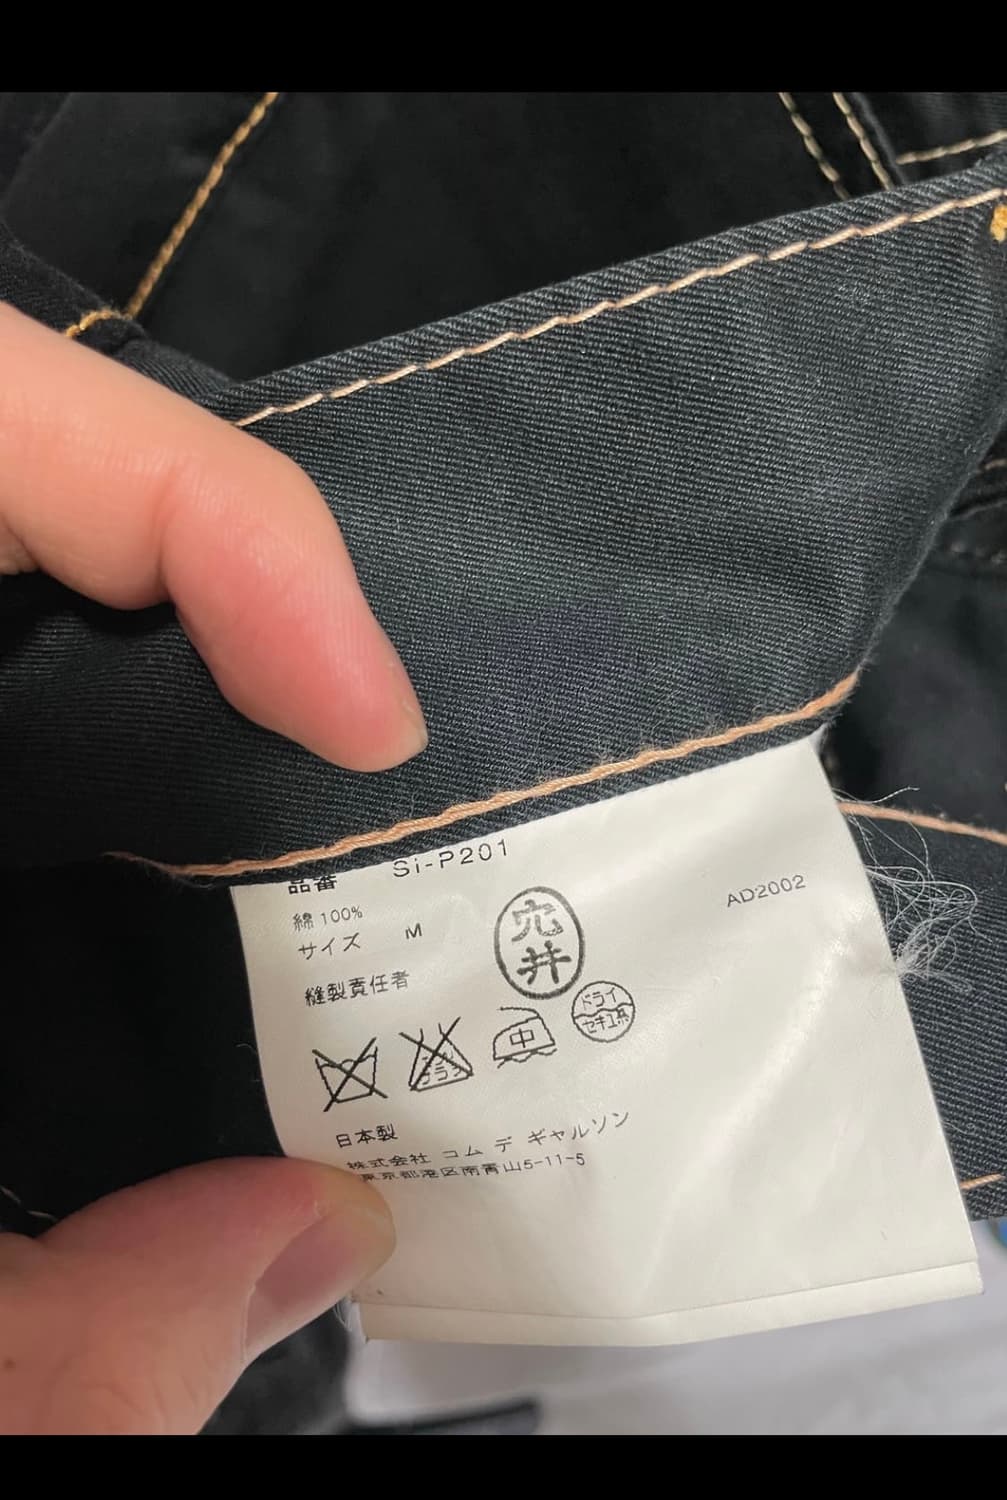 品番 Si-P201
綿 100%
サイズ M
AD2002
縫製責任者
穴井
中
ドライ
セキユ系
日本製
株式会社 コム デ ギャルソン
東京都港区南青山5-11-5